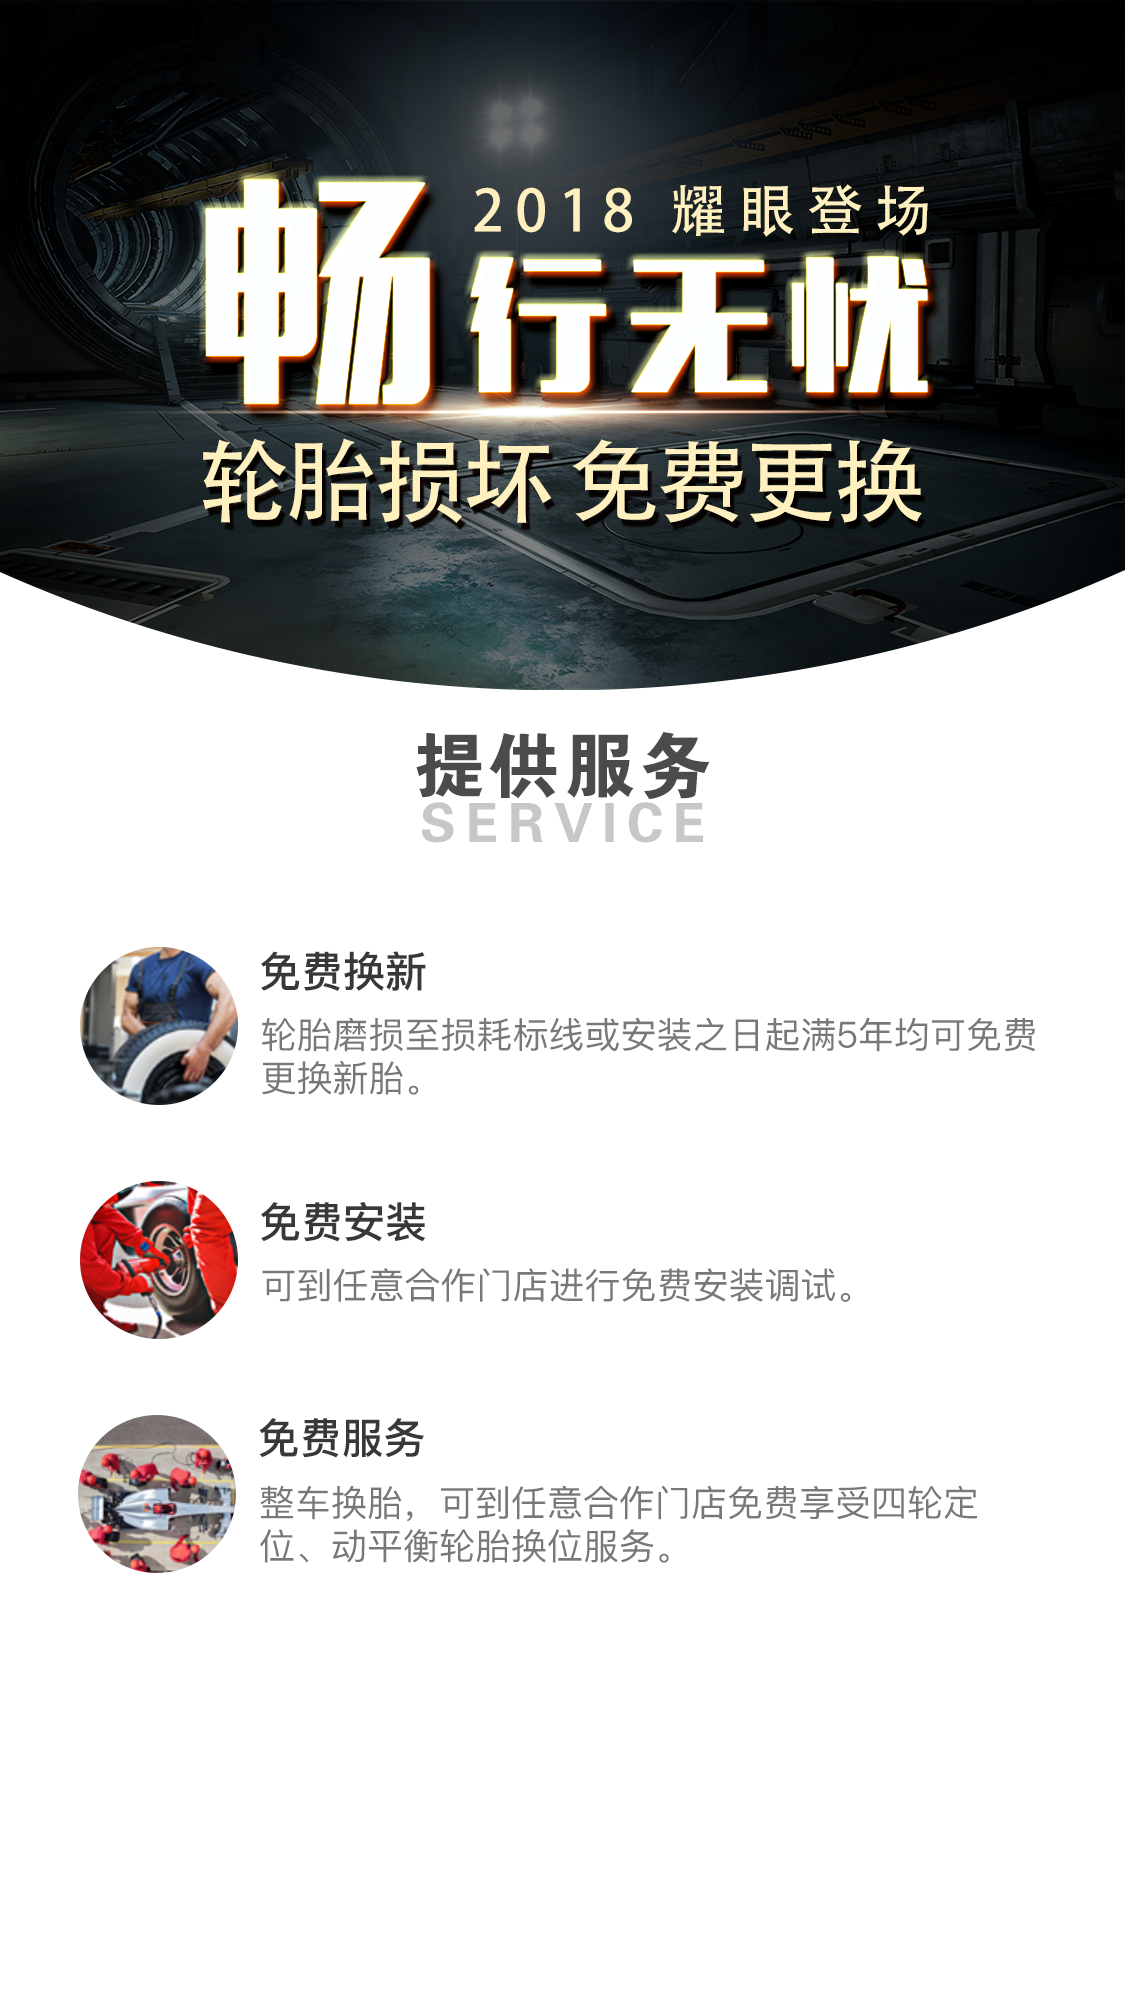 2018 耀眼登场
畅行无忧
轮胎损坏 免费更换
提供服务
SERVICE
免费换新
轮胎磨损至损耗标线或安装之日起满5年均可免费
更换新胎。
免费安装
可到任意合作门店进行免费安装调试。
免费服务
整车换胎，可到任意合作门店免费享受四轮定
位、动平衡轮胎换位服务。